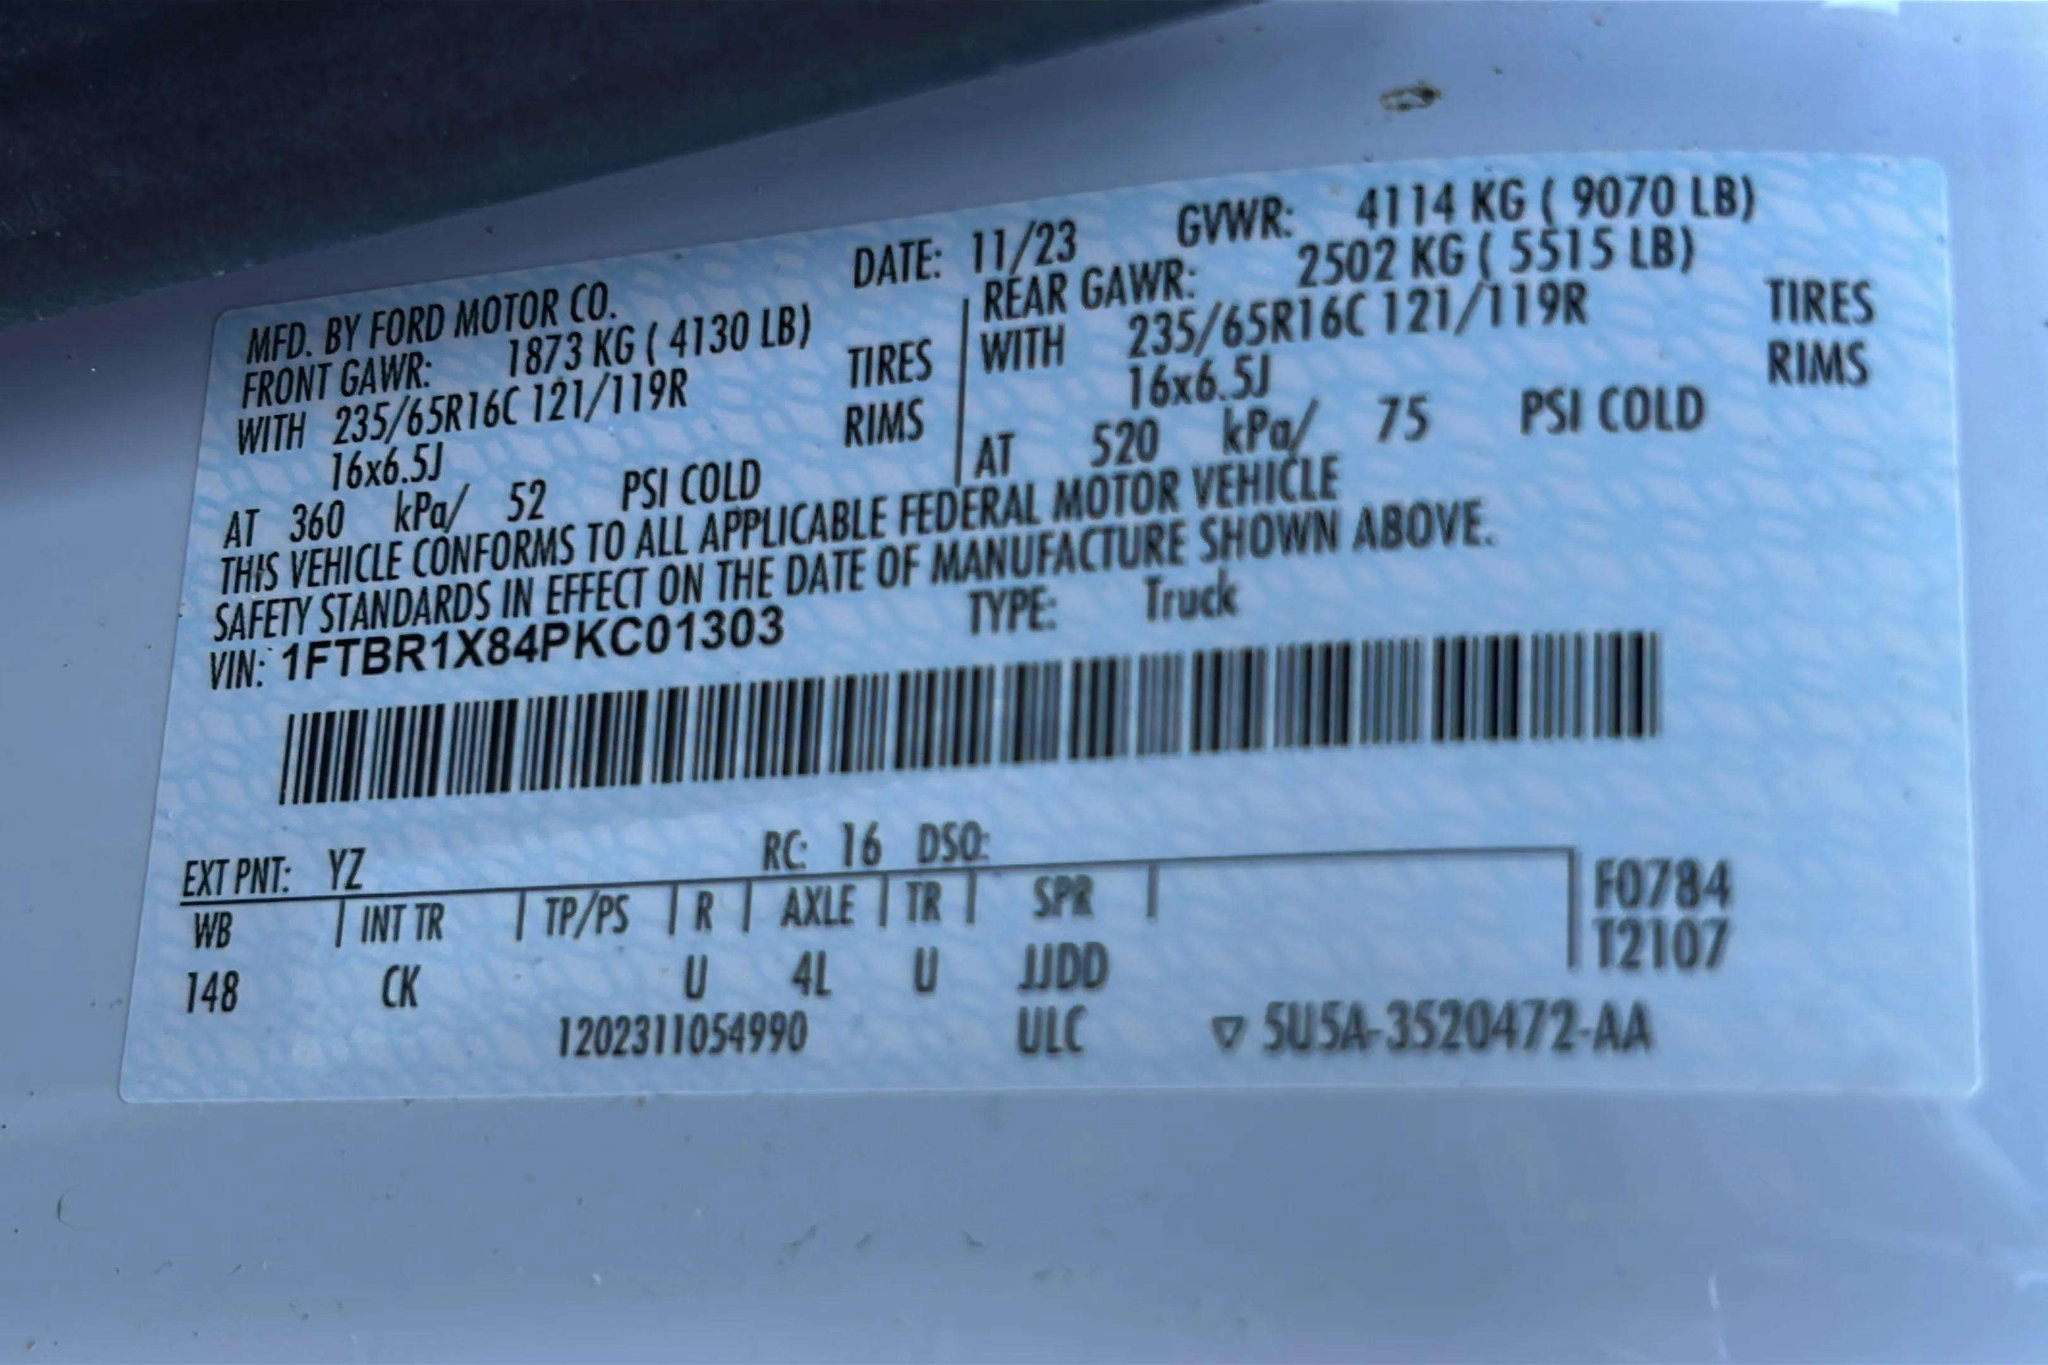 MFD. BY FORD MOTOR CO.
DATE: 11/23
GVWR: 4114 KG ( 9070 LB)
FRONT GAWR: 1873 KG ( 4130 LB)
WITH 235/65R16C 121/119R TIRES
16x6.5J RIMS
AT 360 kPa/ 52 PSI COLD
REAR GAWR: 2502 KG ( 5515 LB)
WITH 235/65R16C 121/119R TIRES
16x6.5J RIMS
AT 520 kPa/ 75 PSI COLD
THIS VEHICLE CONFORMS TO ALL APPLICABLE FEDERAL MOTOR VEHICLE
SAFETY STANDARDS IN EFFECT ON THE DATE OF MANUFACTURE SHOWN ABOVE.
VIN: 1FTBR1X84PKC01303 TYPE: Truck
EXT PNT: YZ RC: 16 DSO:
WB | INT TR | TP/PS | R | AXLE | TR | SPR | F0784
T2107
148 CK U 4L U JJDD
1202311054990 ULC ▽ 5U5A-3520472-AA